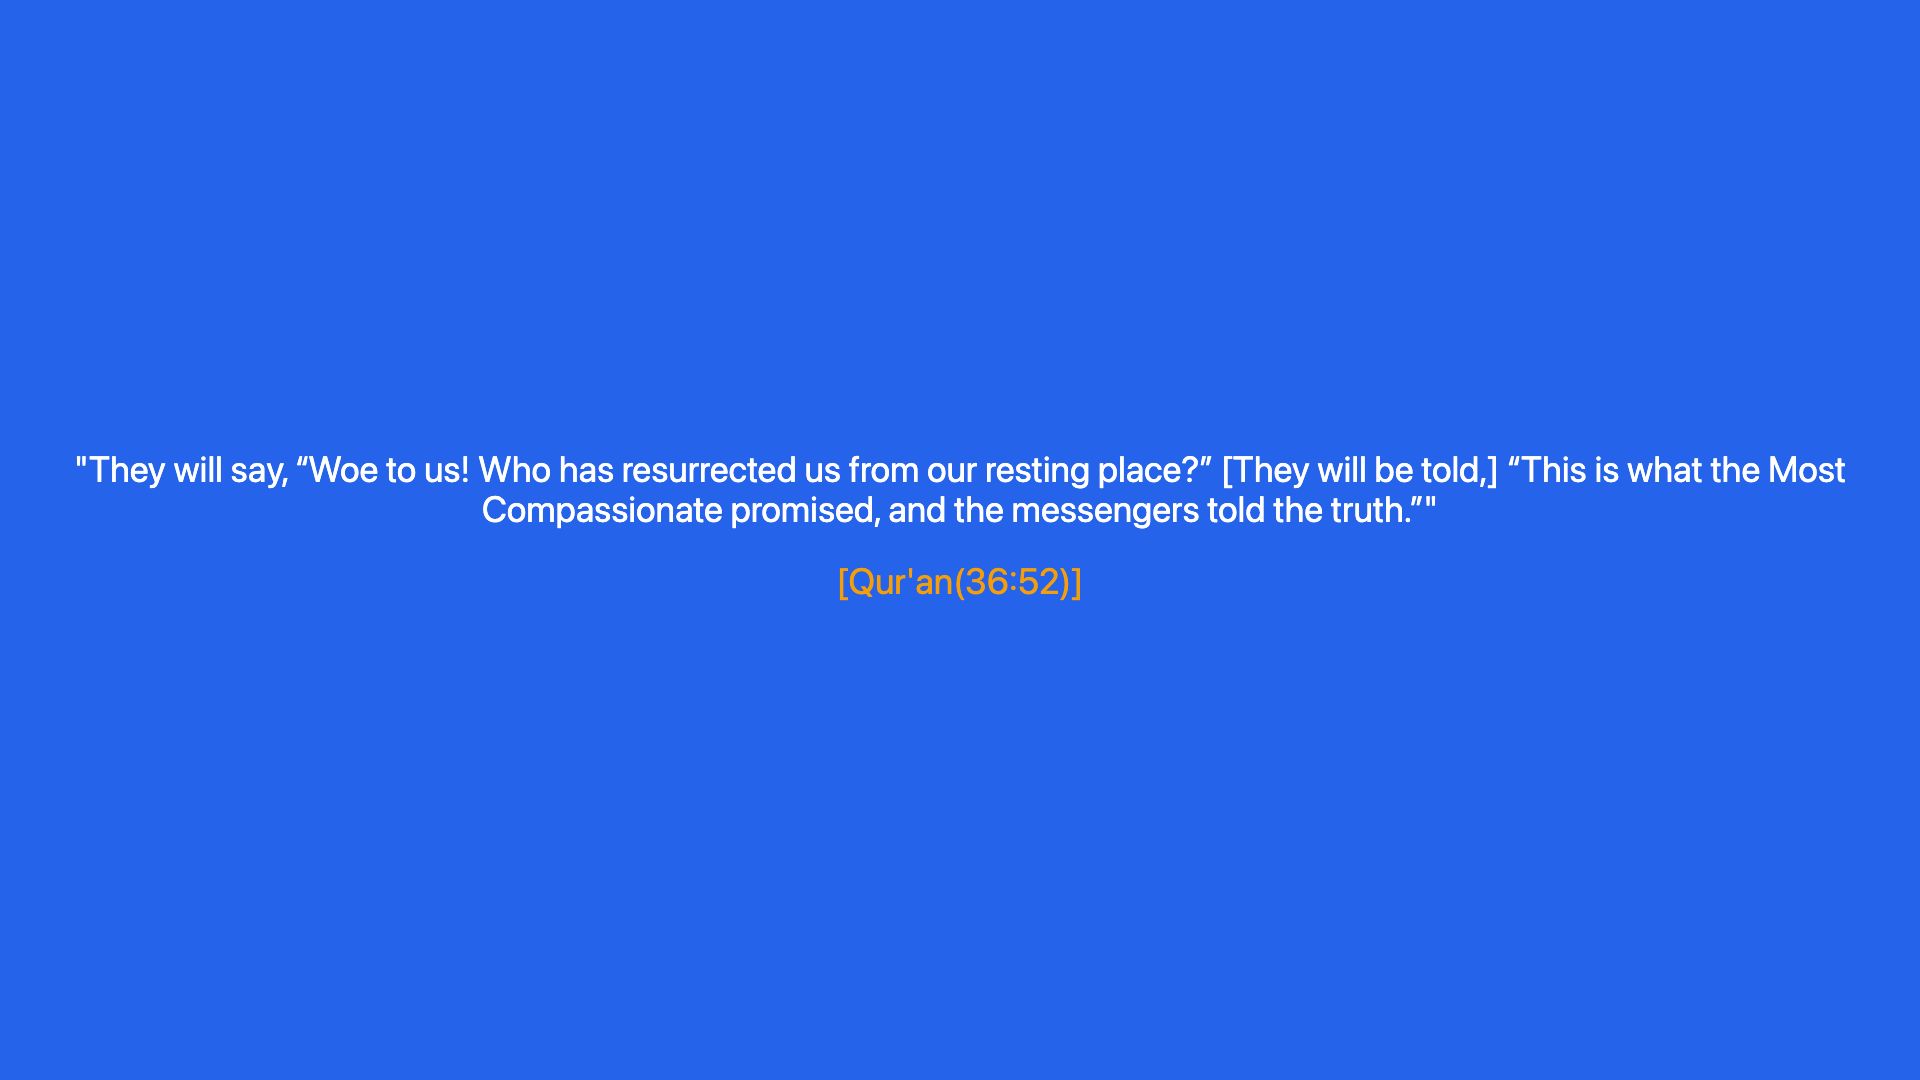 "They will say, “Woe to us! Who has resurrected us from our resting place?” [They will be told,] “This is what the Most
Compassionate promised, and the messengers told the truth.”"
[Qur'an(36:52)]